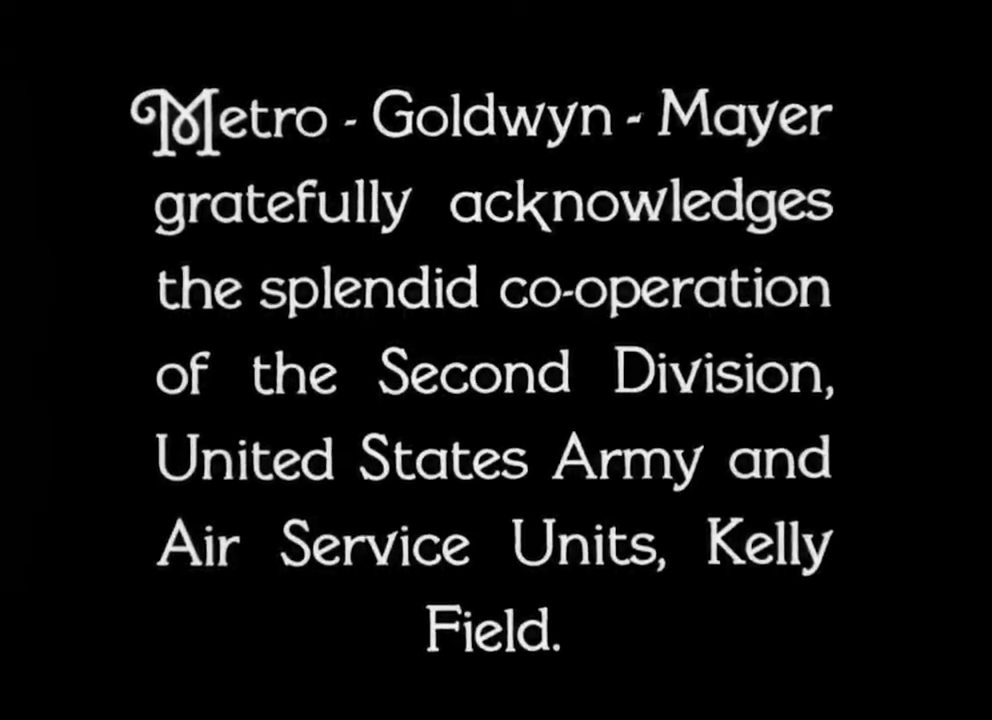 Metro - Goldwyn - Mayer
gratefully acknowledges
the splendid co-operation
of the Second Division,
United States Army and
Air Service Units, Kelly
Field.